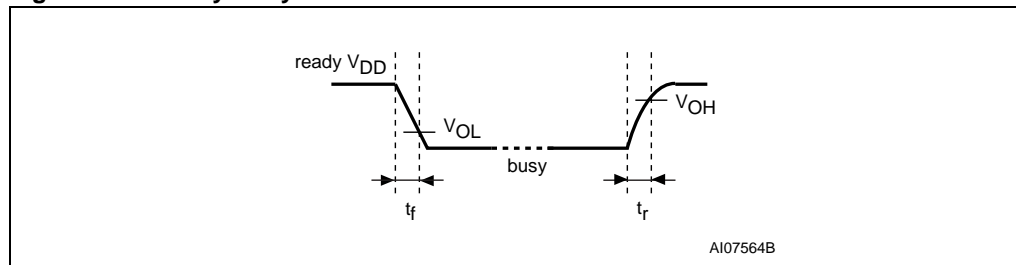 ready VDD
VOL
VOH
busy
tf
tr
AI07564B